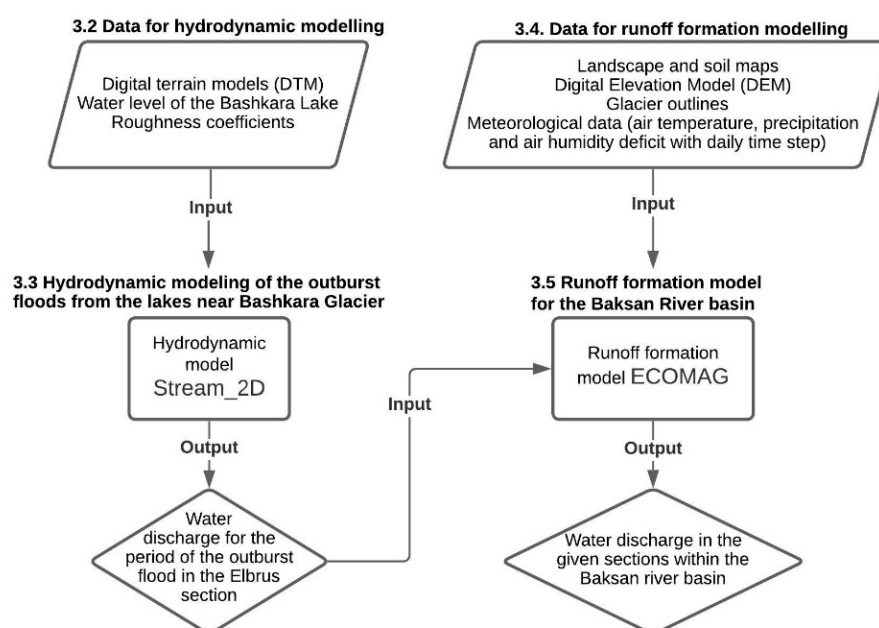 3.2 Data for hydrodynamic modelling
Digital terrain models (DTM)
Water level of the Bashkara Lake
Roughness coefficients
Input
3.3 Hydrodynamic modeling of the outburst
floods from the lakes near Bashkara Glacier
Hydrodynamic
model
Stream_2D
Output
Water
discharge for the
period of the outburst
flood in the Elbrus
section
Input
3.4. Data for runoff formation modelling
Landscape and soil maps
Digital Elevation Model (DEM)
Glacier outlines
Meteorological data (air temperature, precipitation
and air humidity deficit with daily time step)
Input
3.5 Runoff formation model
for the Baksan River basin
Runoff formation
model ECOMAG
Output
Water discharge in the
given sections within the
Baksan river basin